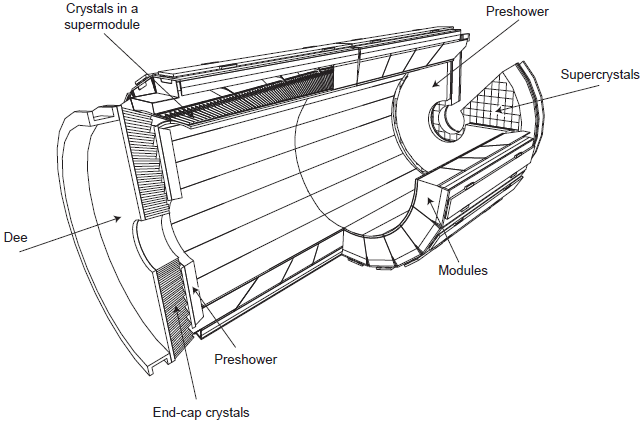 Crystals in a
supermodule
Preshower
Supercrystals
Dee
Modules
Preshower
End-cap crystals